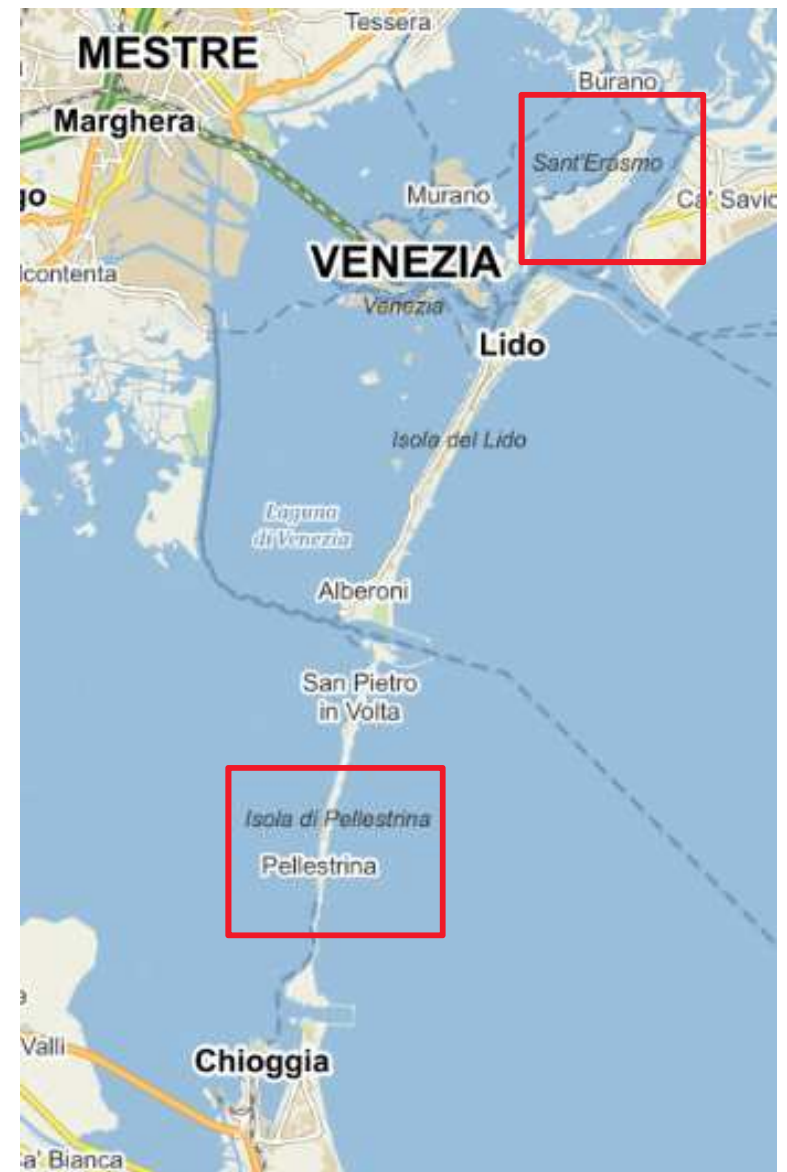 Tessera
MESTRE
Burano
Marghera
Sant'Erasmo
go
Murano
Ca' Savio
VENEZIA
lcontenta
Venezia
Lido
Isola del Lido
Laguna
di Venezia
Alberoni
San Pietro
in Volta
Isola di Pellestrina
Pellestrina
Valli
Chioggia
a' Bianca